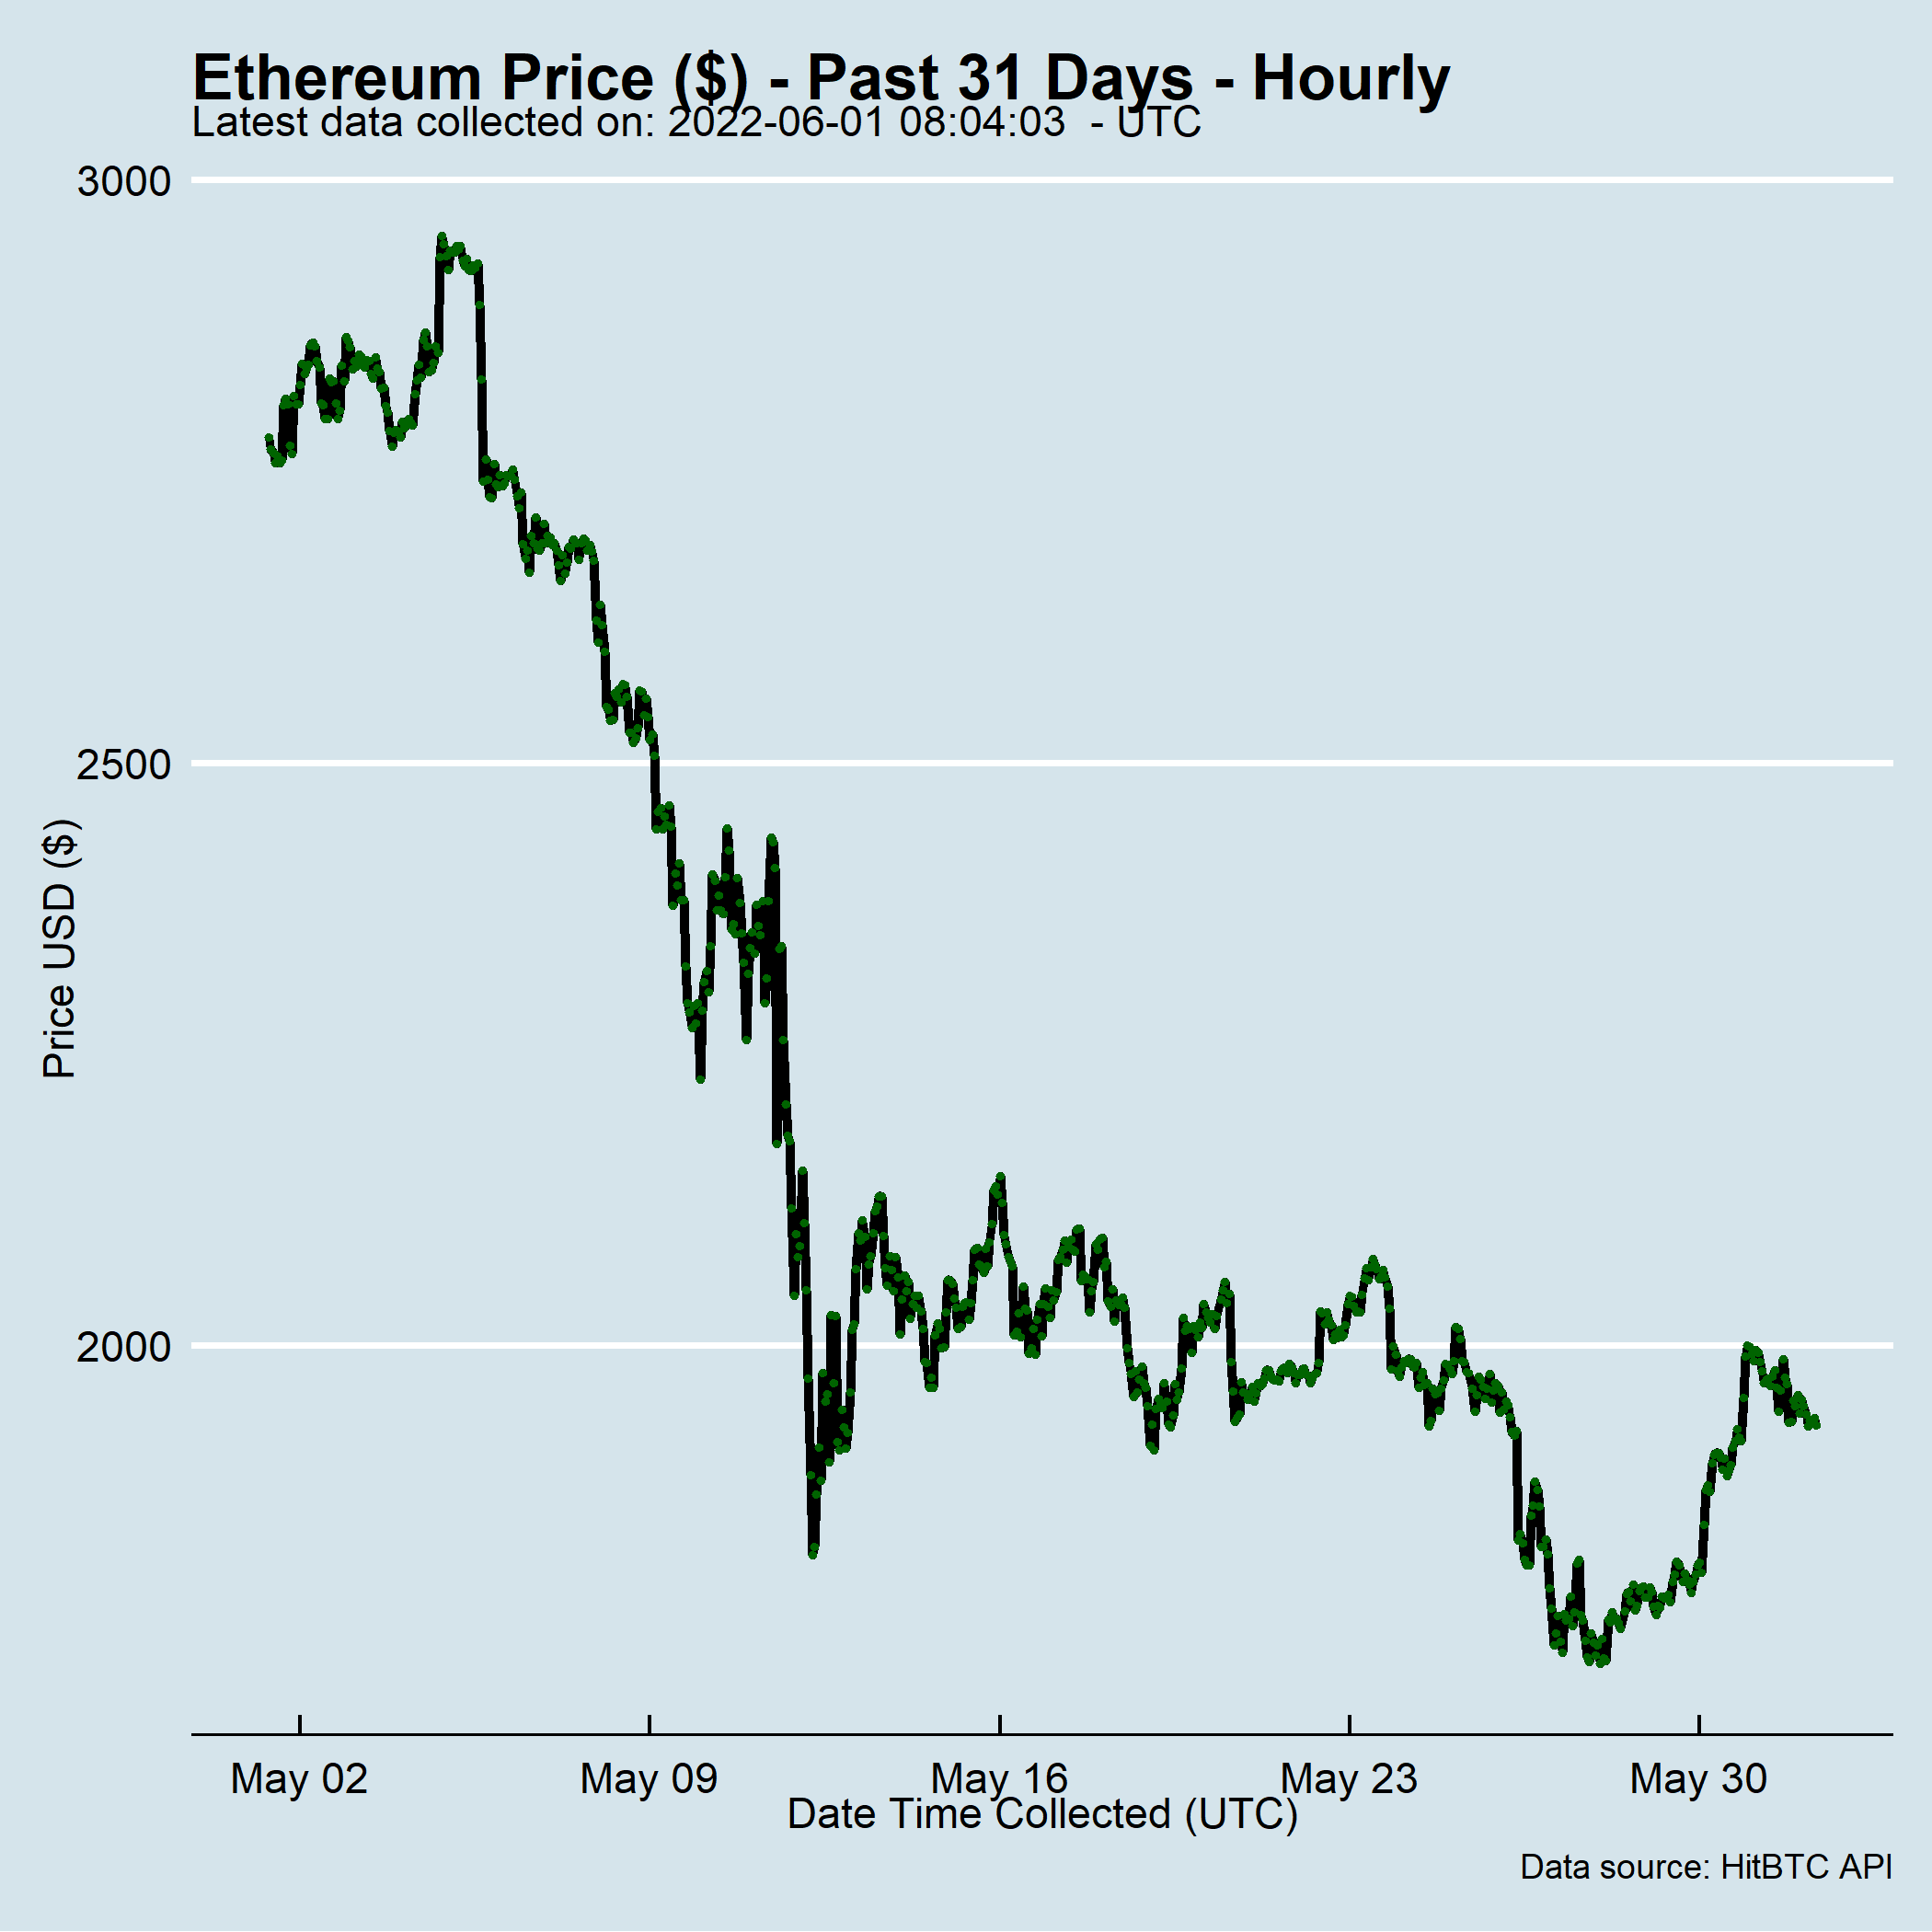 Ethereum Price ($) - Past 31 Days - Hourly
Latest data collected on: 2022-06-01 08:04:03  - UTC
3000
2500
2000
Price USD ($)
May 02 May 09 May 16 May 23 May 30
Date Time Collected (UTC)
Data source: HitBTC API